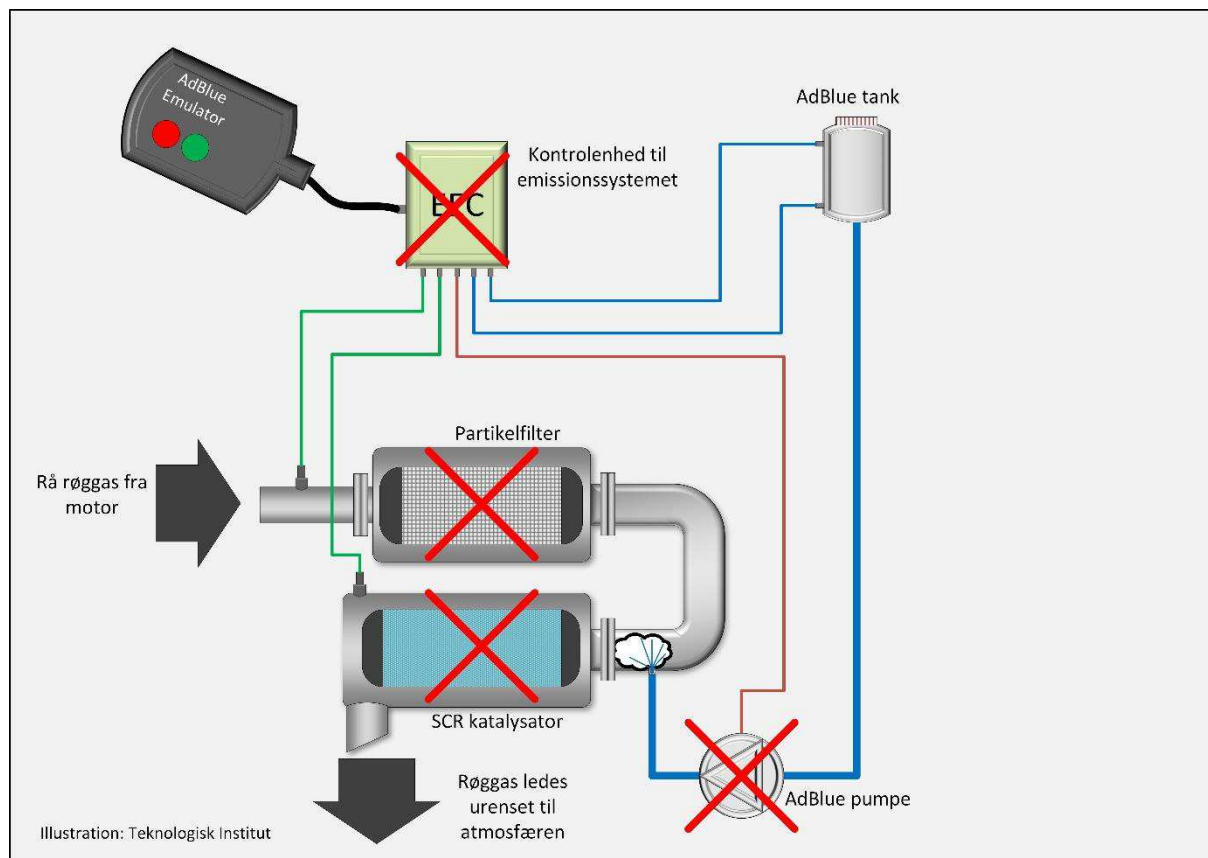 AdBlue
Emulator
AdBlue tank
Kontrolenhed til
emissionssystemet
EEC
Partikelfilter
Rå røggas fra
motor
SCR katalysator
AdBlue pumpe
Røggas ledes
urenset til
atmosfæren
Illustration: Teknologisk Institut